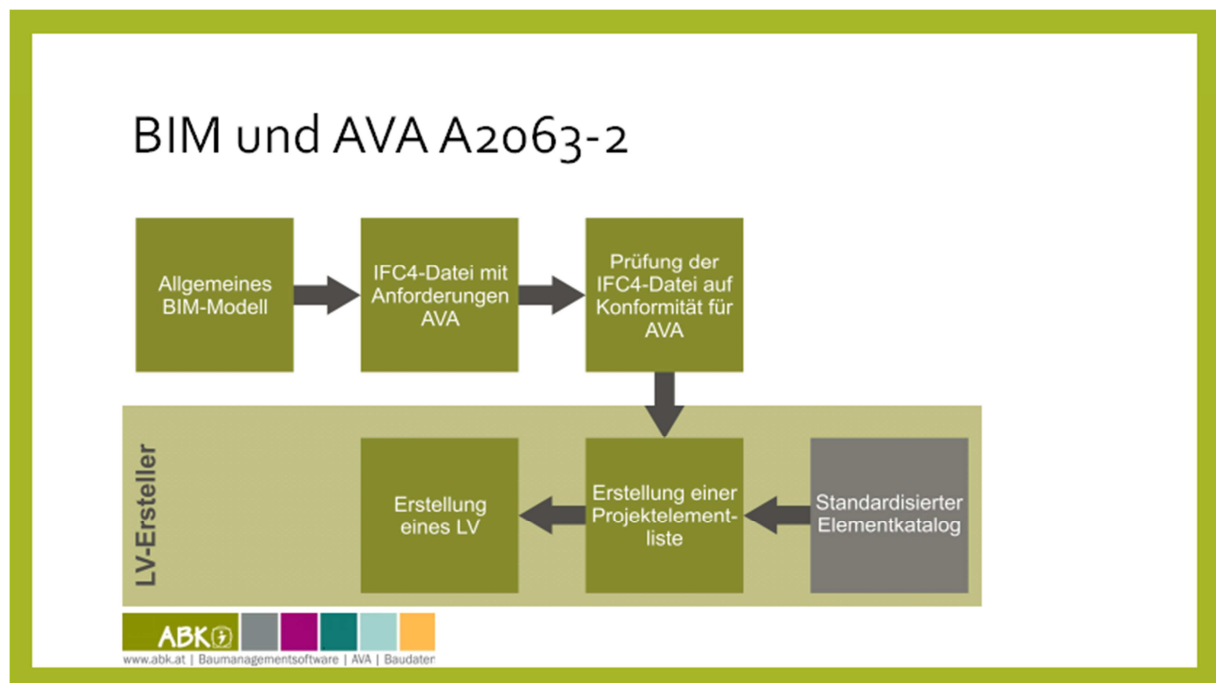 BIM und AVA A2063-2
Allgemeines
BIM-Modell
IFC4-Datei mit
Anforderungen
AVA
Prüfung der
IFC4-Datei auf
Konformität für
AVA
LV-Ersteller
Erstellung
eines LV
Erstellung einer
Projektelement-
liste
Standardisierter
Elementkatalog
ABK
www.abk.at | Baumanagementsoftware | AVA | Baudaten